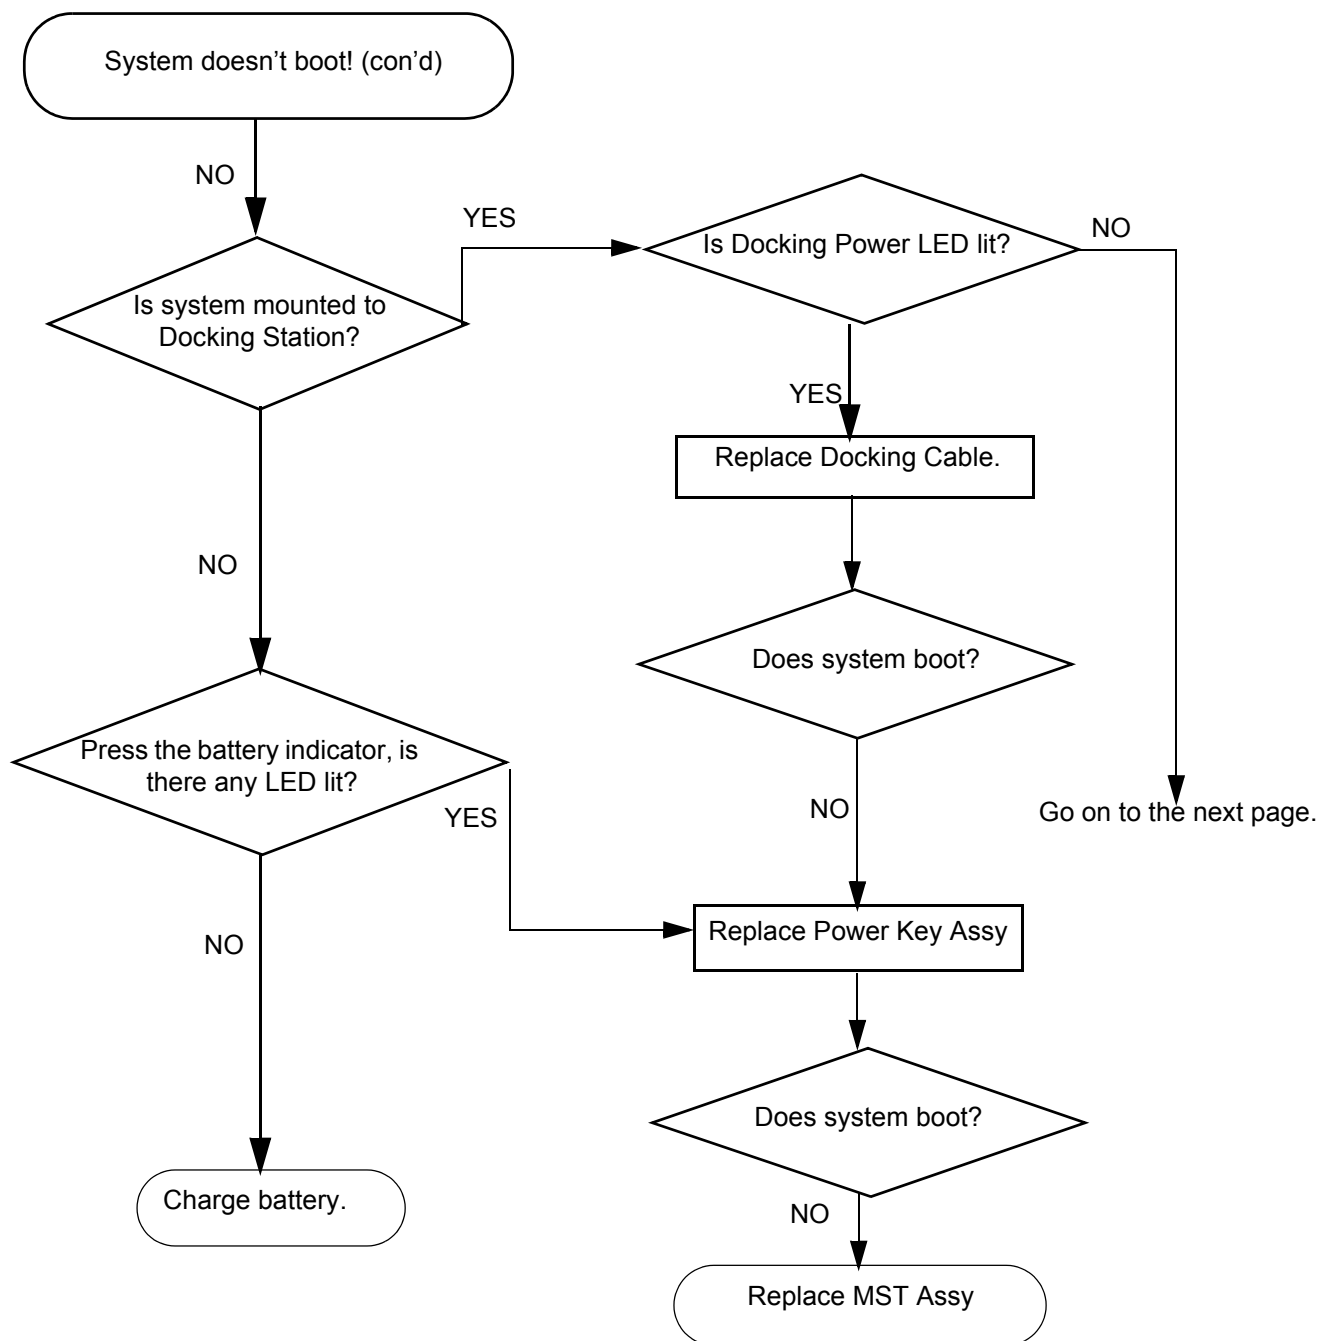 System doesn't boot! (con'd)
NO
YES
Is Docking Power LED lit?
NO
Is system mounted to
Docking Station?
YES
Replace Docking Cable.
NO
Does system boot?
Press the battery indicator, is
there any LED lit?
YES
NO
Go on to the next page.
NO
Replace Power Key Assy
Does system boot?
Charge battery.
NO
Replace MST Assy